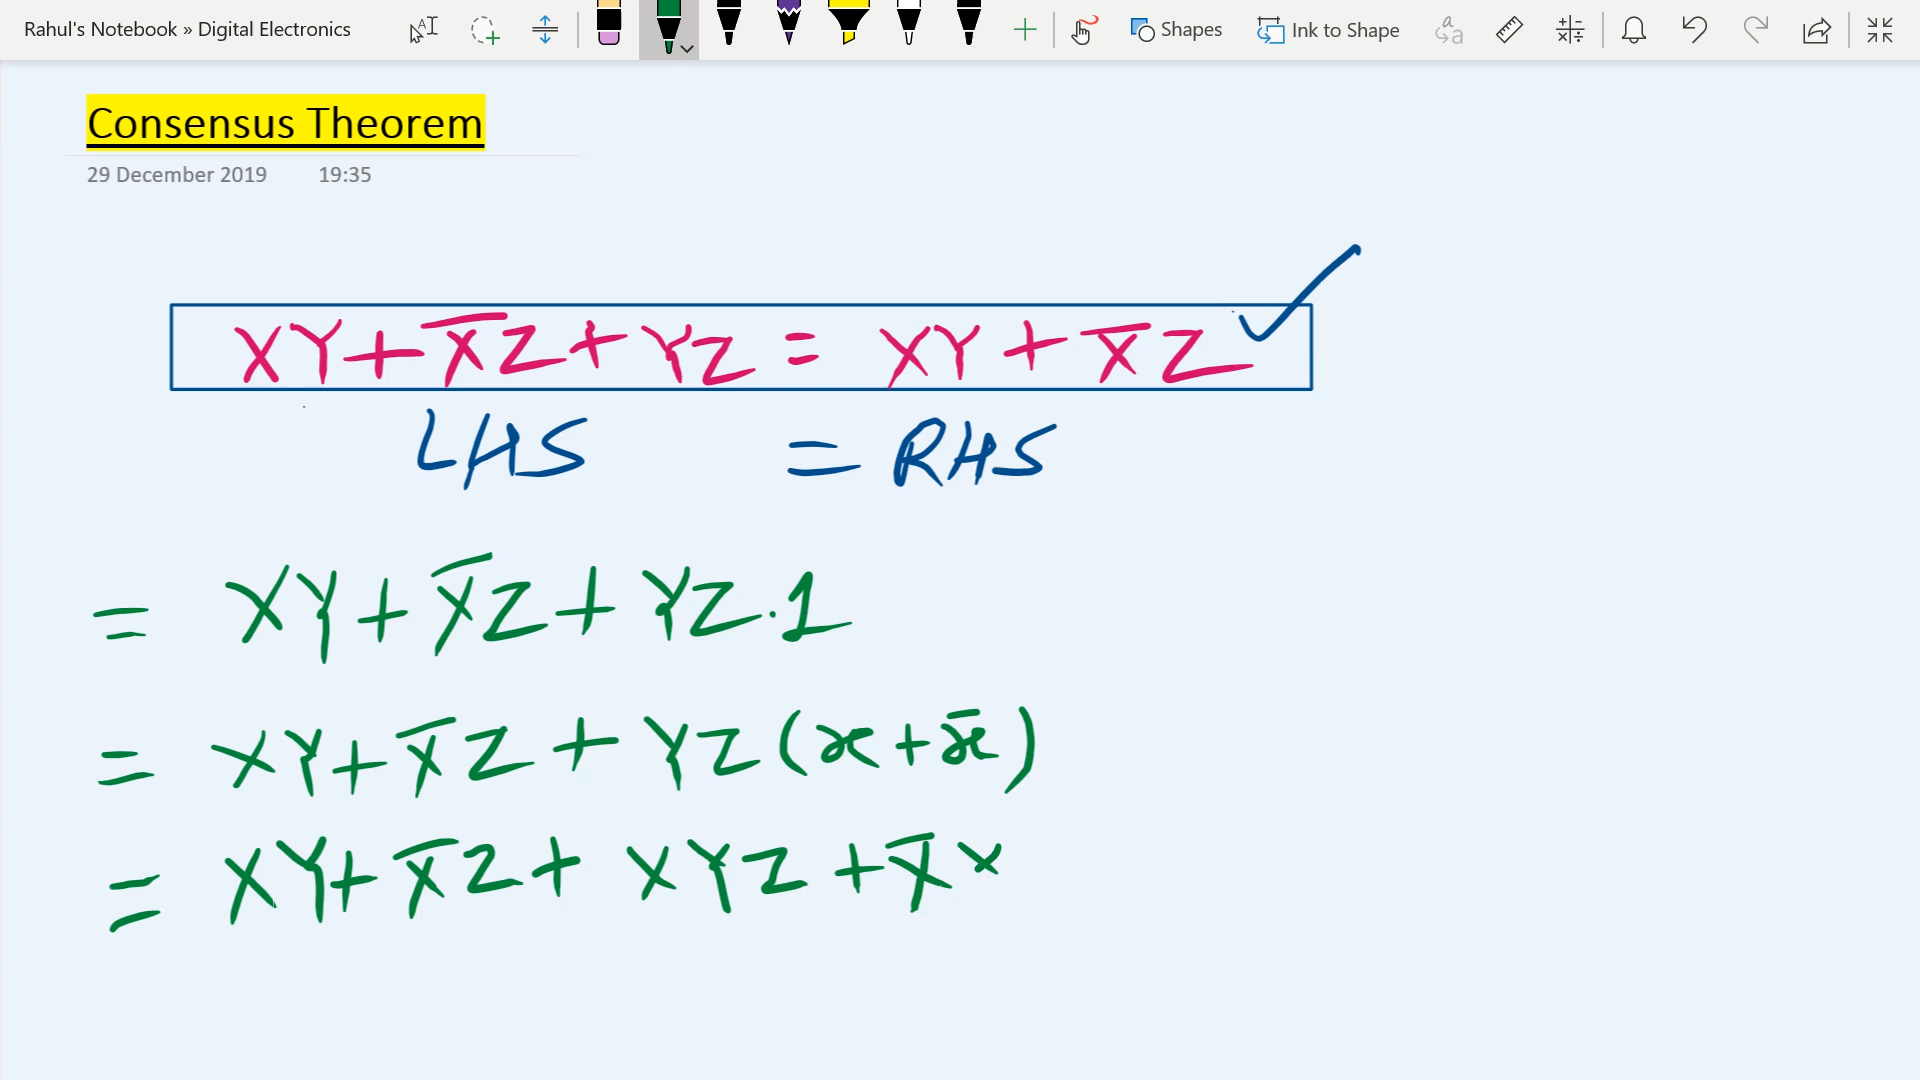 Rahul's Notebook » Digital Electronics Shapes Ink to Shape
Consensus Theorem
29 December 2019 19:35
XY + X̅Z + YZ = XY + X̅Z
LHS = RHS
= XY + X̅Z + YZ.1
= XY + X̅Z + YZ (x + x̅)
= XY + X̅Z + XYZ + X̅